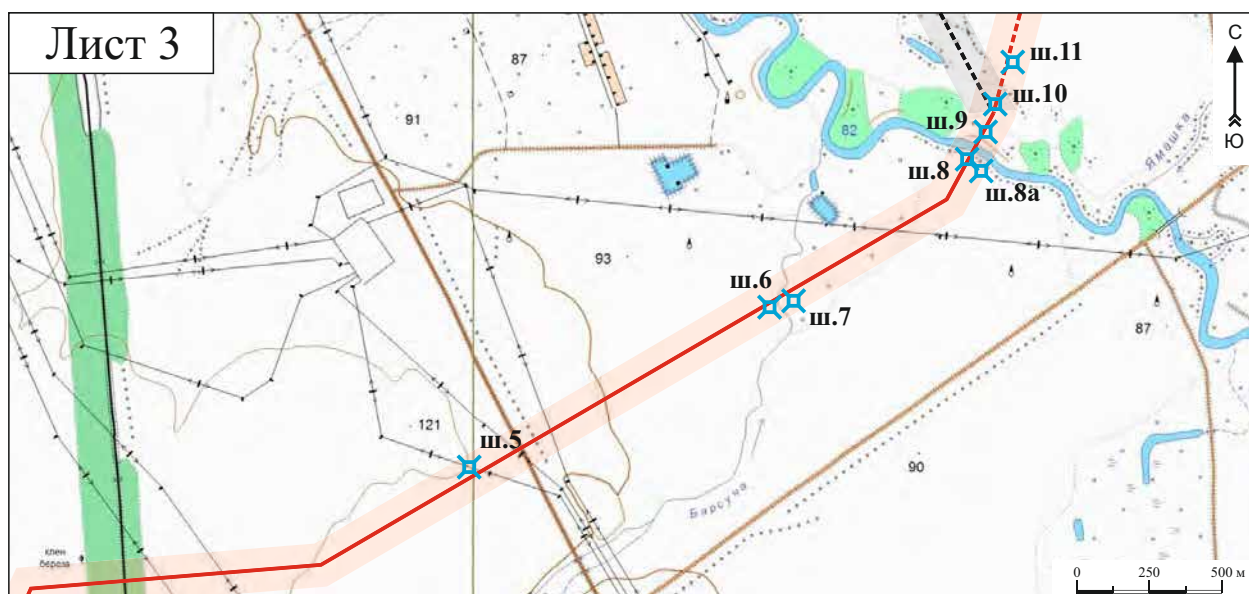 Лист 3
С
Ю
87
91
82
Ямашка
ш.11
ш.10
ш.9
ш.8
ш.8а
93
ш.6
ш.7
87
121
ш.5
90
Барсуча
клен
береза
0 250 500 м